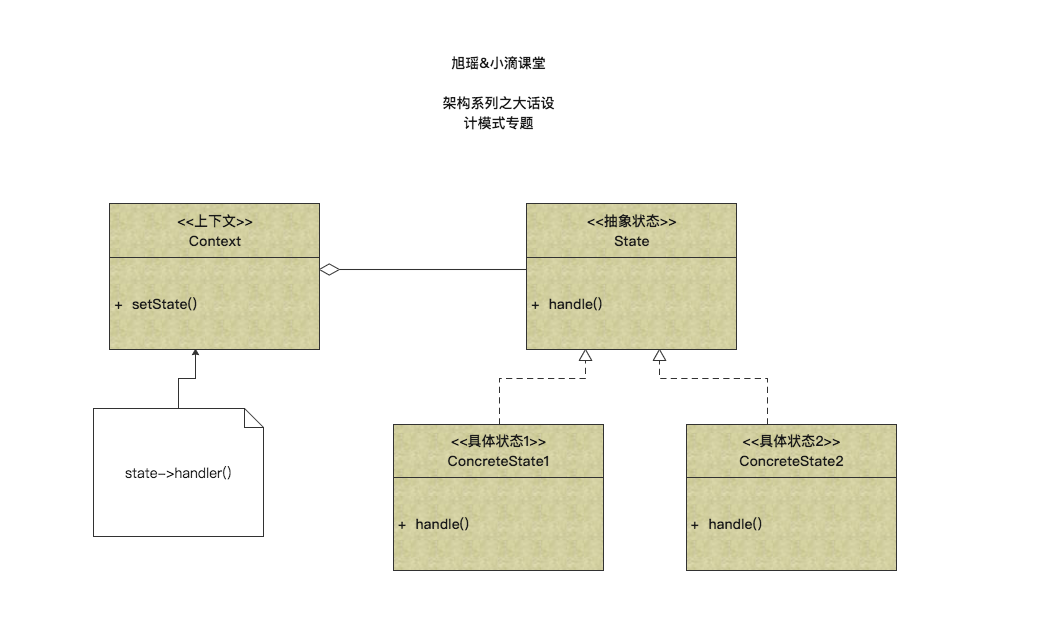 旭瑶&小滴课堂
架构系列之大话设
计模式专题
<<上下文>>
Context
+ setState()
<<抽象状态>>
State
+ handle()
state->handler()
<<具体状态1>>
ConcreteState1
+ handle()
<<具体状态2>>
ConcreteState2
+ handle()